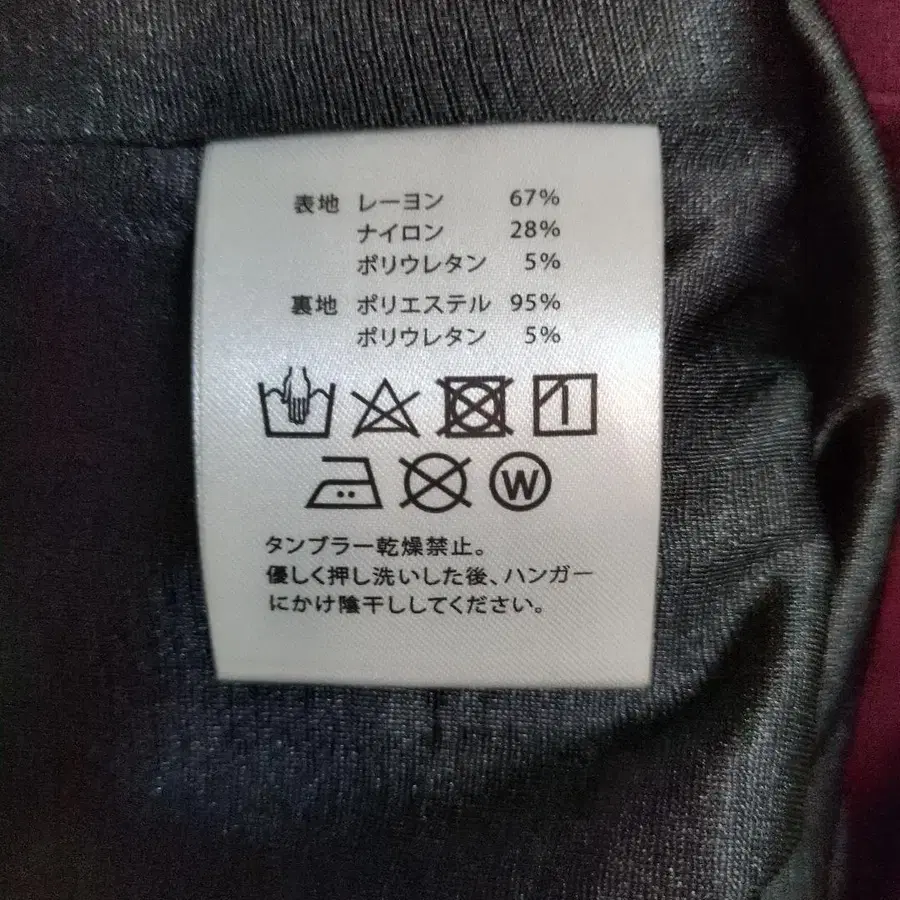 表地 レーヨン 67%
ナイロン 28%
ポリウレタン 5%
裏地 ポリエステル 95%
ポリウレタン 5%
W
タンブラー乾燥禁止。
優しく押し洗いした後、ハンガー
にかけ陰干ししてください。